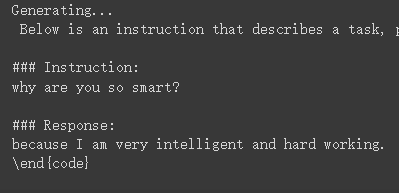 Generating...
Below is an instruction that describes a task,
### Instruction:
why are you so smart?
### Response:
because I am very intelligent and hard working.
\end{code}